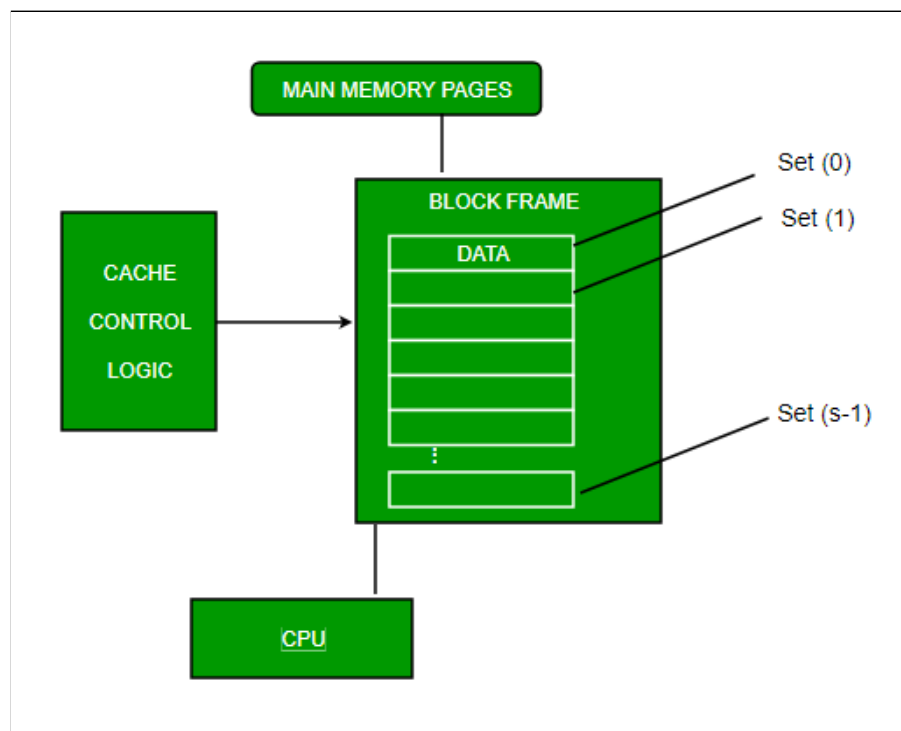 MAIN MEMORY PAGES
Set (0)
BLOCK FRAME
Set (1)
DATA
CACHE
CONTROL
LOGIC
Set (s-1)
...
CPU